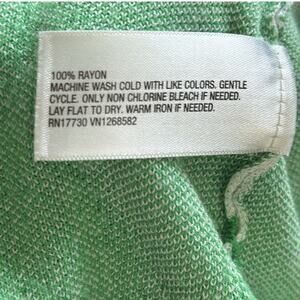 100% RAYON
MACHINE WASH COLD WITH LIKE COLORS. GENTLE
CYCLE. ONLY NON CHLORINE BLEACH IF NEEDED.
LAY FLAT TO DRY. WARM IRON IF NEEDED.
RN17730 VN1268582